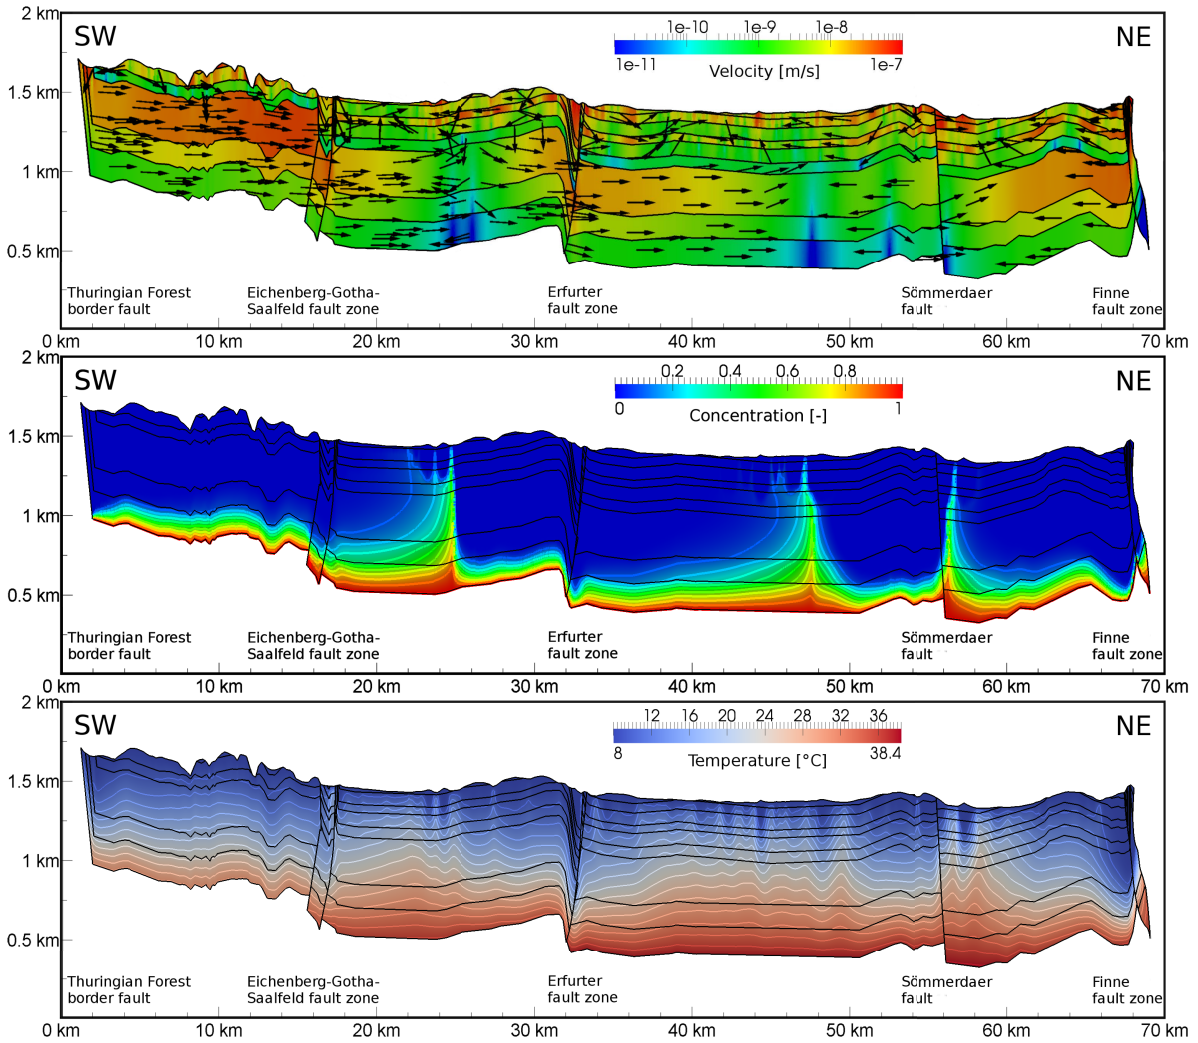 2 km
SW
NE
1e-10 1e-9 1e-8
1e-11 Velocity [m/s] 1e-7
1.5 km
1 km
0.5 km
Thuringian Forest
border fault
Eichenberg-Gotha-
Saalfeld fault zone
Erfurter
fault zone
Sömmerdaer
fault
Finne
fault zone
0 km 10 km 20 km 30 km 40 km 50 km 60 km 70 km
2 km
SW
NE
0.2 0.4 0.6 0.8
0 Concentration [-] 1
1.5 km
1 km
0.5 km
Thuringian Forest
border fault
Eichenberg-Gotha-
Saalfeld fault zone
Erfurter
fault zone
Sömmerdaer
fault
Finne
fault zone
0 km 10 km 20 km 30 km 40 km 50 km 60 km 70 km
2 km
SW
NE
12 16 20 24 28 32 36
8 Temperature [°C] 38.4
1.5 km
1 km
0.5 km
Thuringian Forest
border fault
Eichenberg-Gotha-
Saalfeld fault zone
Erfurter
fault zone
Sömmerdaer
fault
Finne
fault zone
0 km 10 km 20 km 30 km 40 km 50 km 60 km 70 km